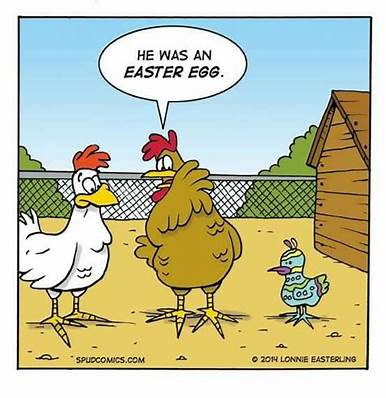 HE WAS AN
EASTER EGG.
SPUDCOMICS.COM
© 2014 LONNIE EASTERLING